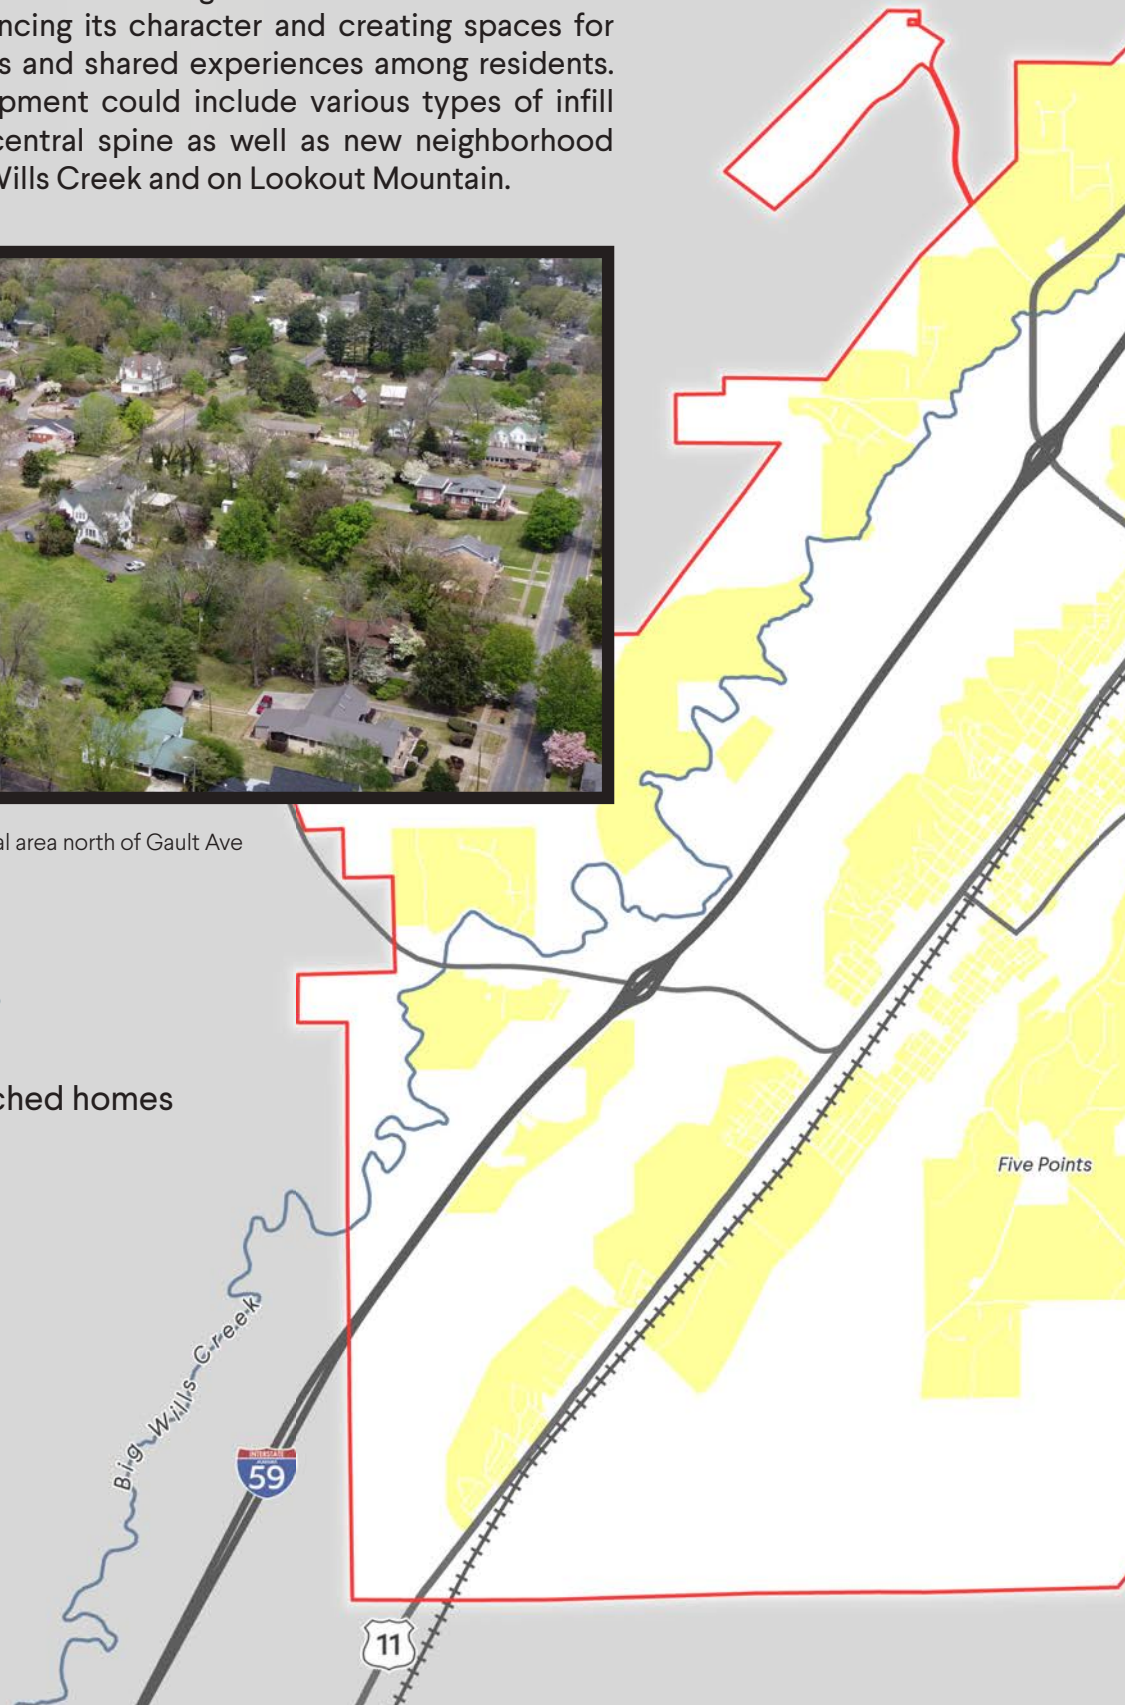 ncing its character and creating spaces for
s and shared experiences among residents.
pment could include various types of infill
central spine as well as new neighborhood
Wills Creek and on Lookout Mountain.
al area north of Gault Ave
ched homes
Five Points
Big Wills Creek
INTERSTATE
59
11